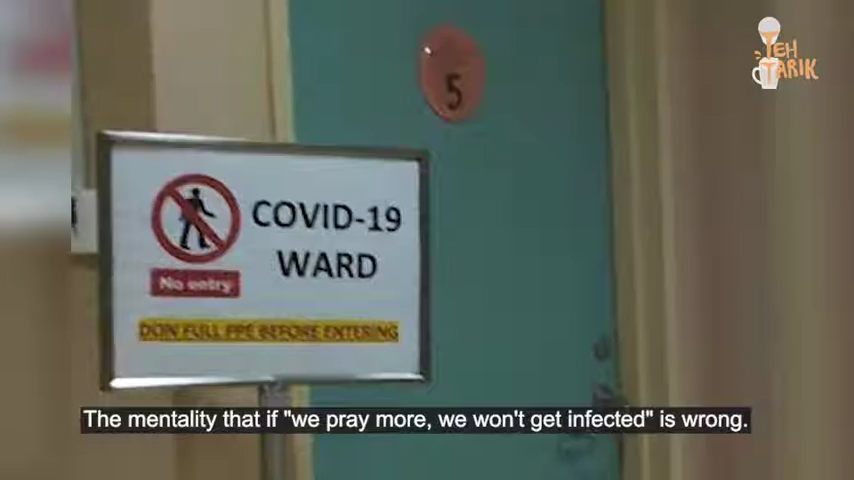 TEH
TARIK
5
COVID-19
WARD
No entry
DON FULL PPE BEFORE ENTERING
The mentality that if "we pray more, we won't get infected" is wrong.